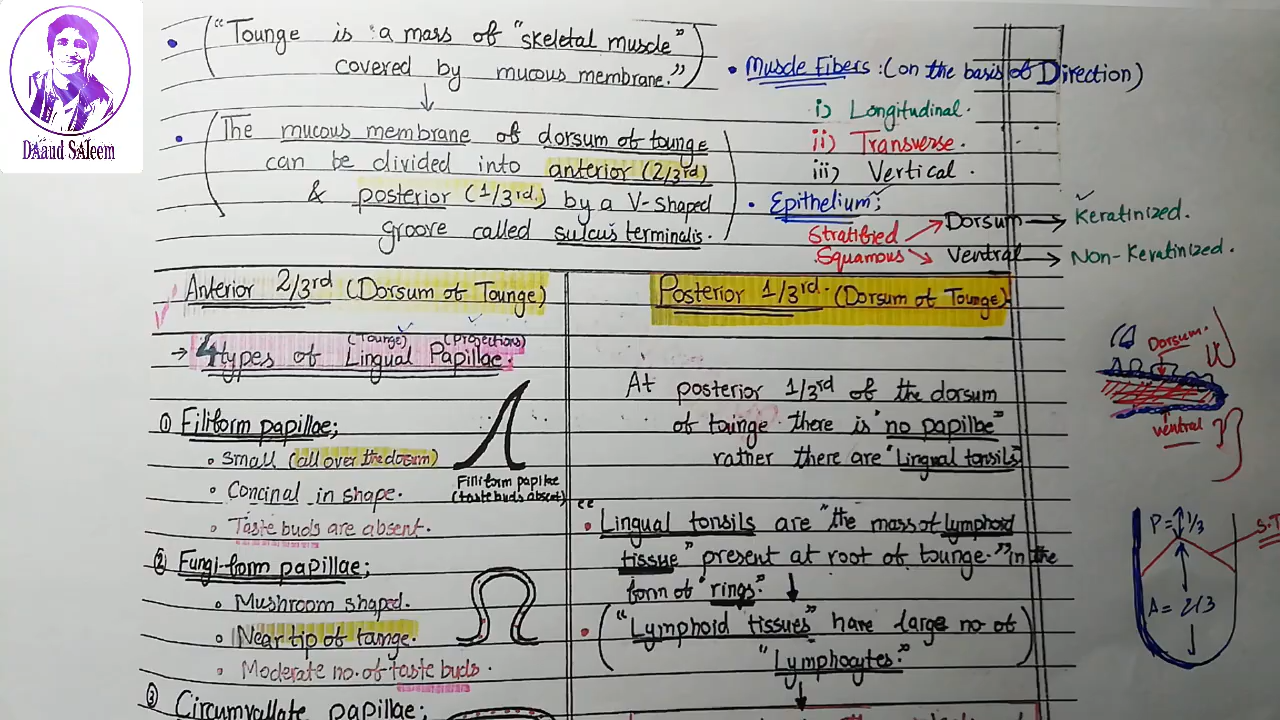 DAaud SALeem
• ("Tounge is a mass of "skeletal muscle"
covered by mucous membrane.")
• (The mucous membrane of dorsum of tounge
can be divided into anterior (2/3rd)
& posterior (1/3rd.) by a V-shaped
groove called sulcus terminalis.)
• Muscle Fibers: (on the basis of Direction)
i) Longitudinal.
ii) Transverse.
iii) Vertical.
• Epithelium;
Stratified Squamous
Dorsum → Keratinized.
Ventral → Non-Keratinized.
Anterior 2/3rd (Dorsum of Tounge)
(Tounge) (Projections)
→ 4 types of Lingual Papillae.
① Filiform papillae;
• Small (all over the dorsum)
• Concinal in shape.
• Taste buds are absent.
Filiform papillae
(taste buds absent)
② Fungi-form papillae;
• Mushroom shaped.
• Near tip of tounge.
• Moderate no. of taste buds.
③ Circumvallate papillae;
Posterior 1/3rd. (Dorsum of Tounge)
At posterior 1/3rd of the dorsum
of tounge there is "no papillae"
rather there are "Lingual tonsils"
• Lingual tonsils are "the mass of lymphoid
tissue" present at root of tounge." in the
form of "rings."
• ("Lymphoid tissues" have large no of
"Lymphocytes.")
Dorsum.
ventral
P = 1/3
S.T
A = 2/3